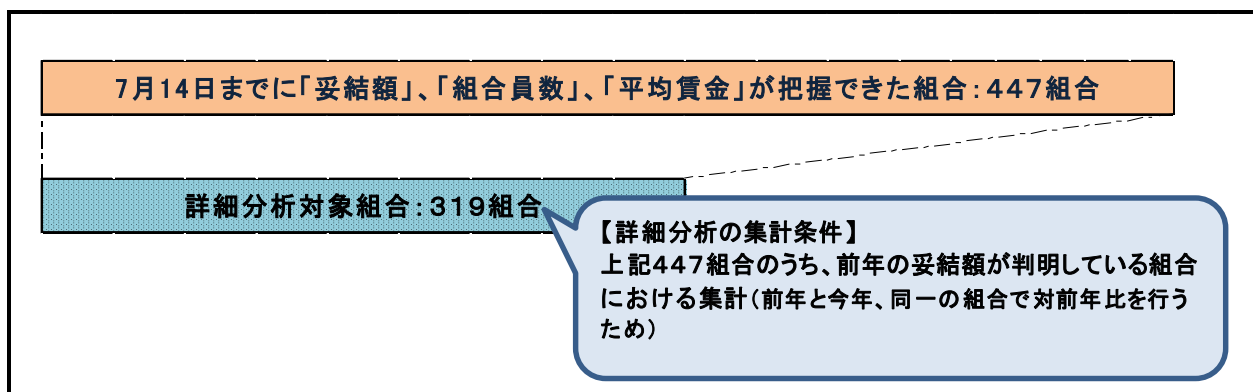 7月14日までに「妥結額」、「組合員数」、「平均賃金」が把握できた組合：４４７組合
詳細分析対象組合：３１９組合
【詳細分析の集計条件】
上記４４７組合のうち、前年の妥結額が判明している組合
における集計（前年と今年、同一の組合で対前年比を行う
ため）